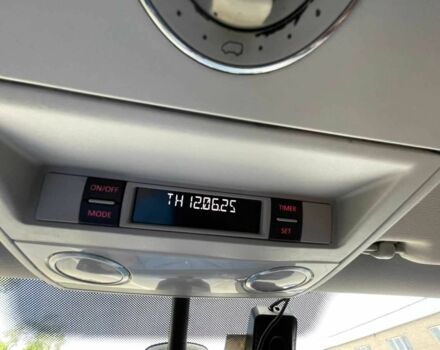 ON/OFF
MODE
TH 12.06.25
TIMER
SET